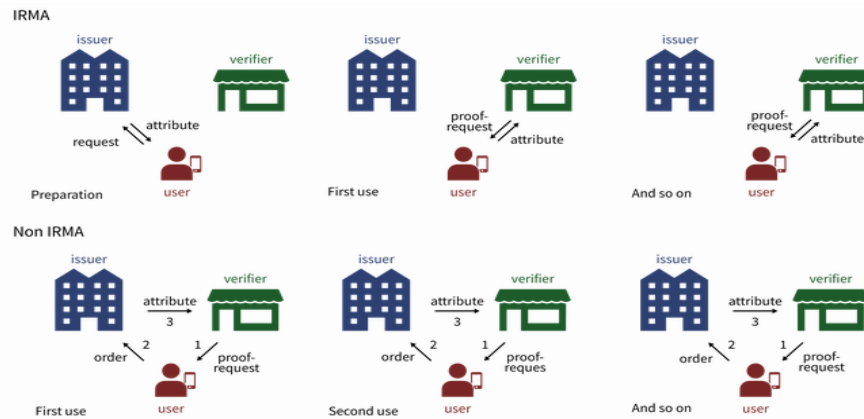 IRMA
issuer
verifier
request
attribute
user
Preparation
issuer
verifier
proof-
request
attribute
user
First use
issuer
verifier
proof-
request
attribute
user
And so on
Non IRMA
issuer
verifier
attribute
3
2
1
order
proof-
request
user
First use
issuer
verifier
attribute
3
2
1
order
proof-
reques
user
Second use
issuer
verifier
attribute
3
2
1
order
proof-
request
user
And so on